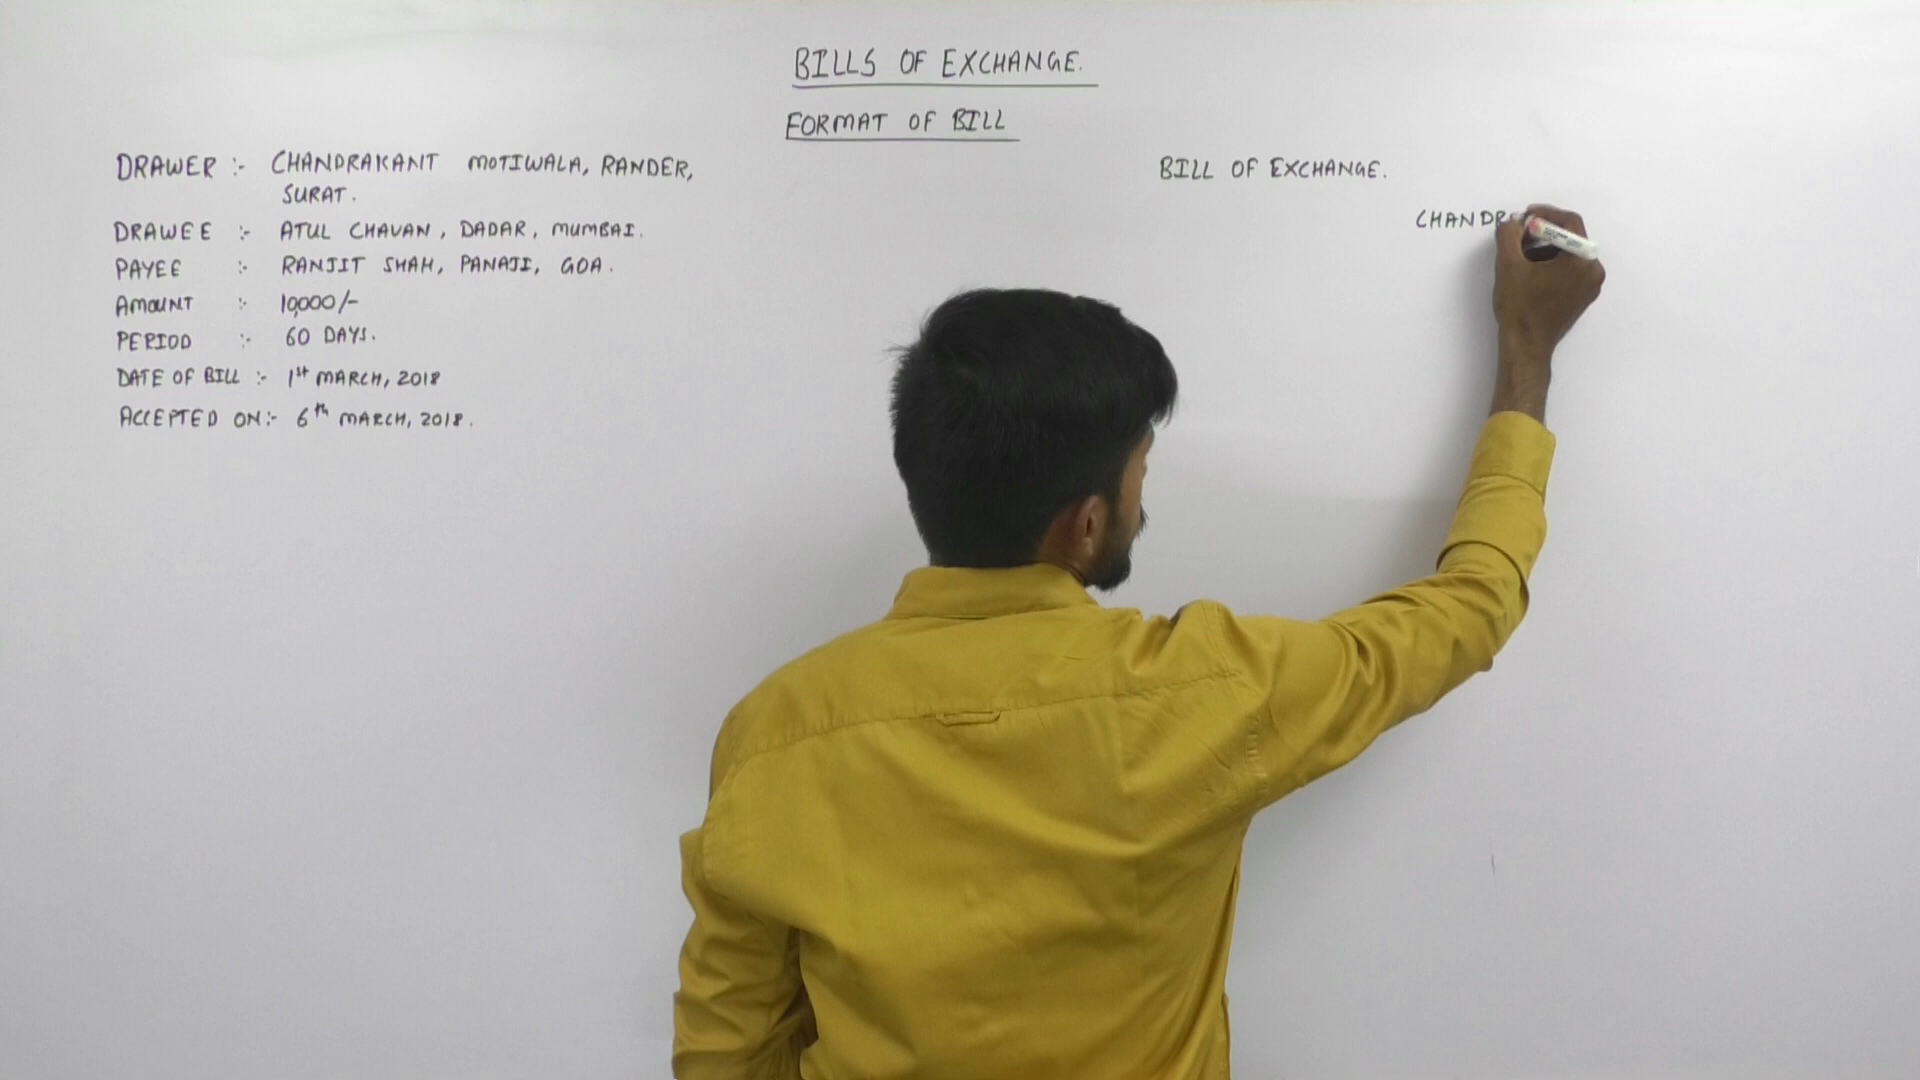 BILLS OF EXCHANGE.
FORMAT OF BILL
DRAWER :- CHANDRAKANT MOTIWALA, RANDER,
SURAT.
DRAWEE :- ATUL CHAVAN, DADAR, MUMBAI.
PAYEE :- RANJIT SHAH, PANAJI, GOA.
AMOUNT :- 10,000/-
PERIOD :- 60 DAYS.
DATE OF BILL :- 1st MARCH, 2018
ACCEPTED ON:- 6th MARCH, 2018.
BILL OF EXCHANGE.
CHANDR